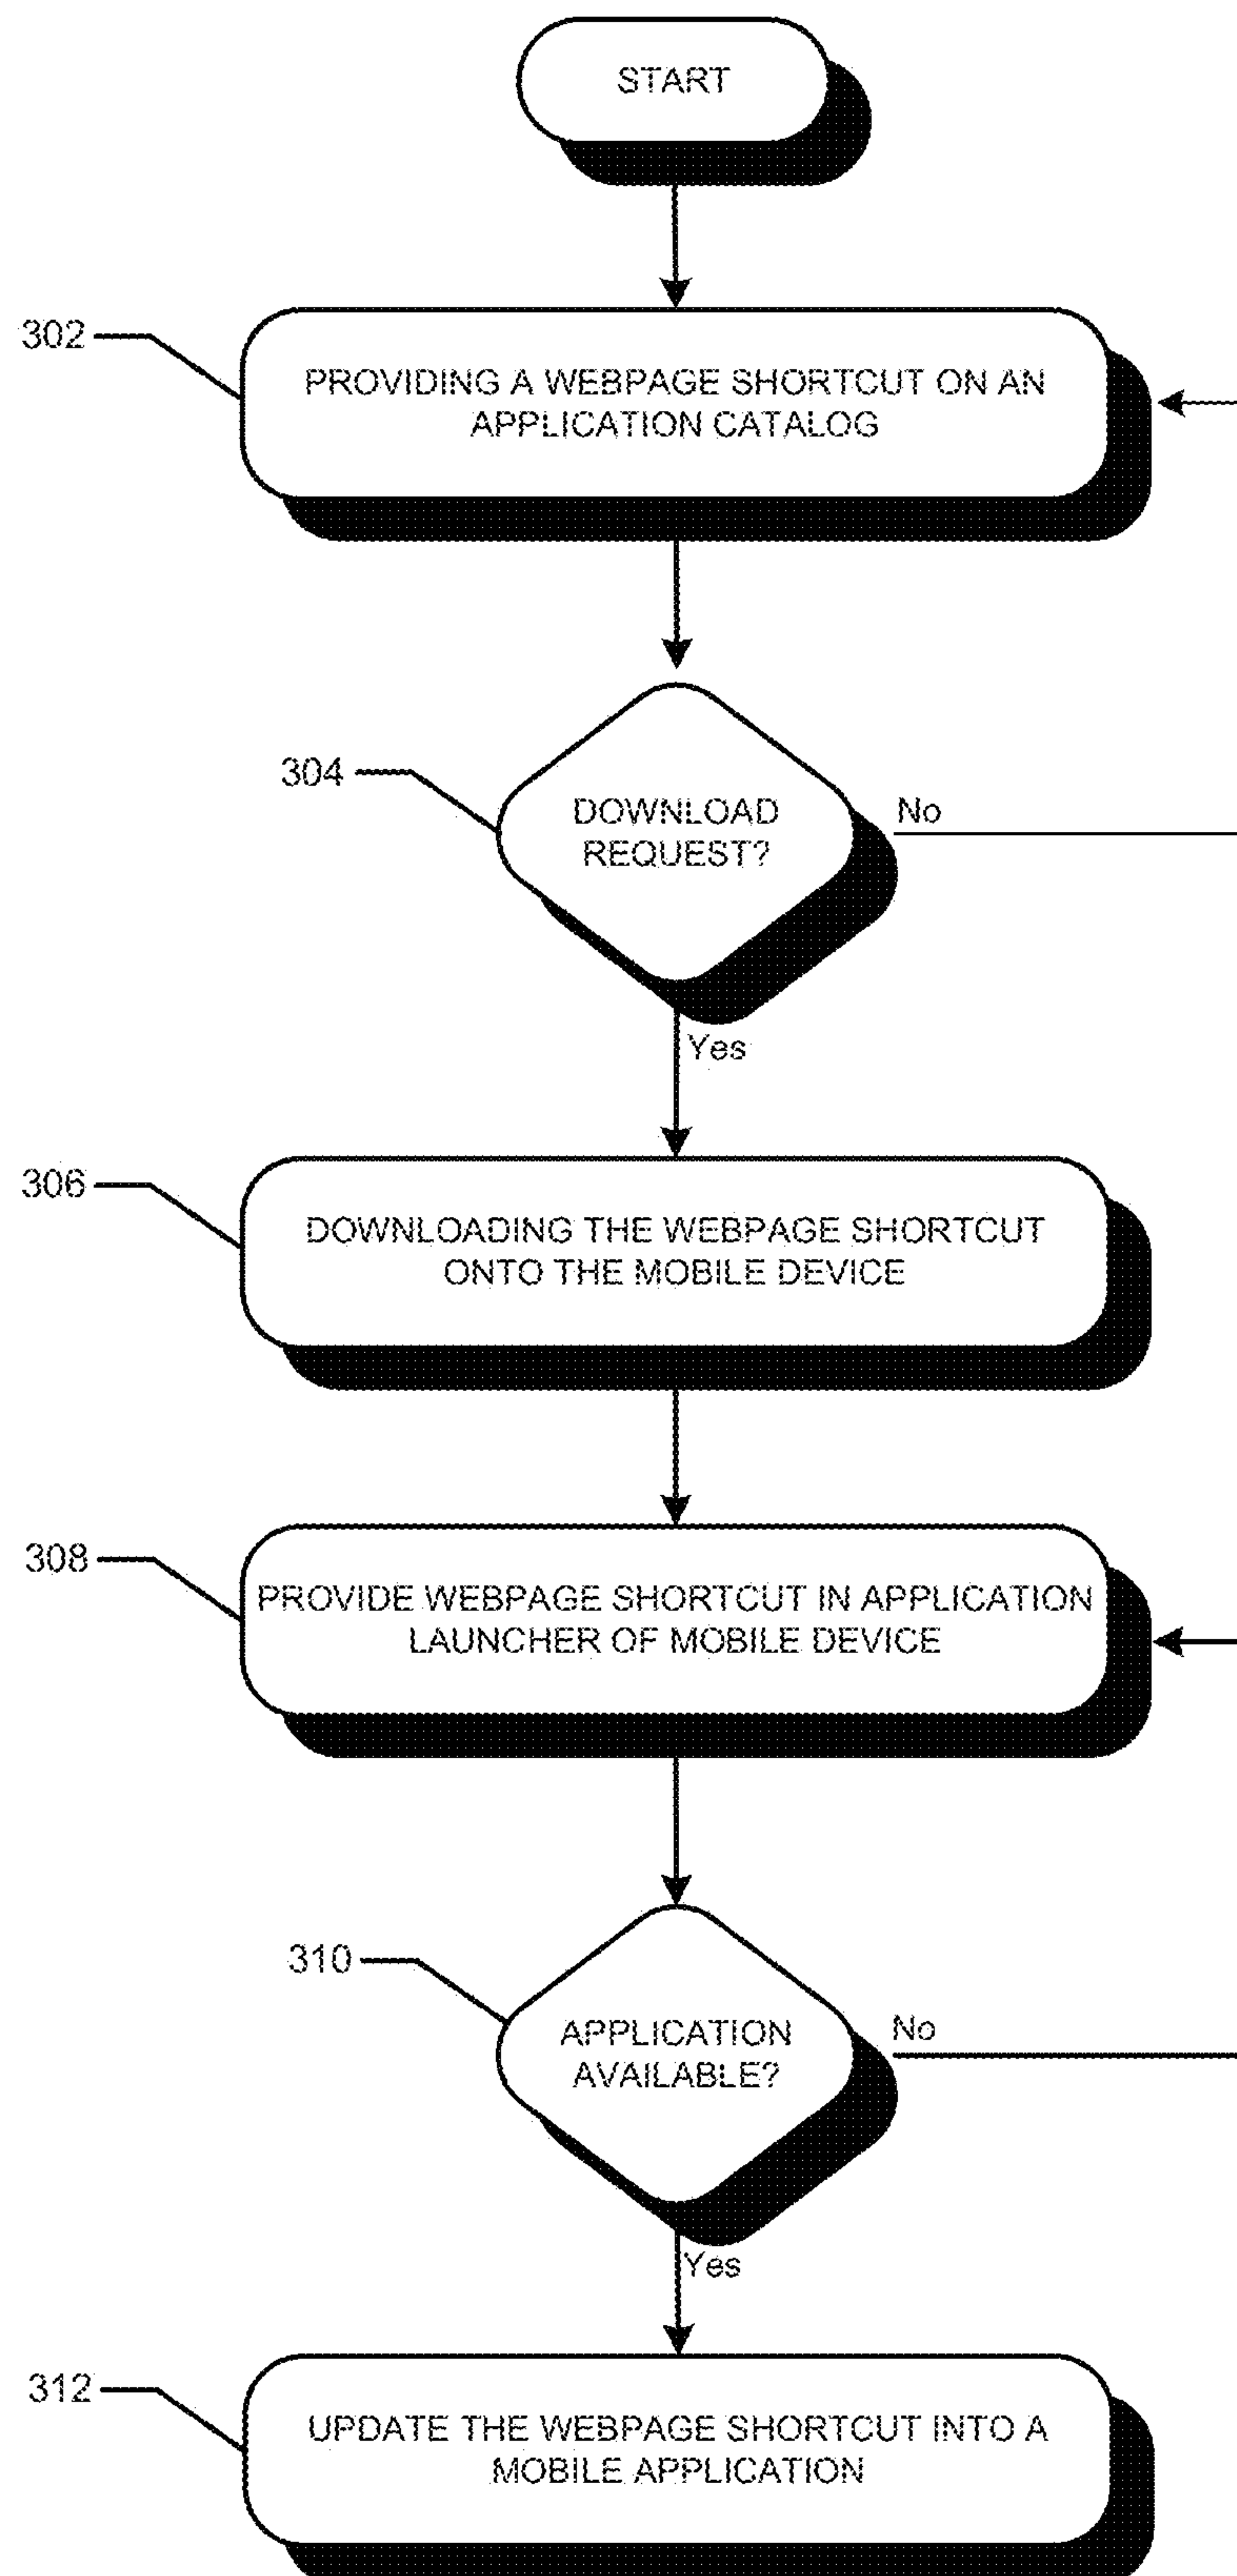 START
302
PROVIDING A WEBPAGE SHORTCUT ON AN
APPLICATION CATALOG
304
DOWNLOAD
REQUEST?
No
Yes
306
DOWNLOADING THE WEBPAGE SHORTCUT
ONTO THE MOBILE DEVICE
308
PROVIDE WEBPAGE SHORTCUT IN APPLICATION
LAUNCHER OF MOBILE DEVICE
310
APPLICATION
AVAILABLE?
No
Yes
312
UPDATE THE WEBPAGE SHORTCUT INTO A
MOBILE APPLICATION